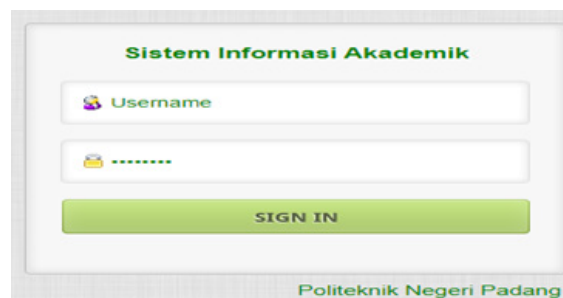 Sistem Informasi Akademik
Username
••••••••
SIGN IN
Politeknik Negeri Padang